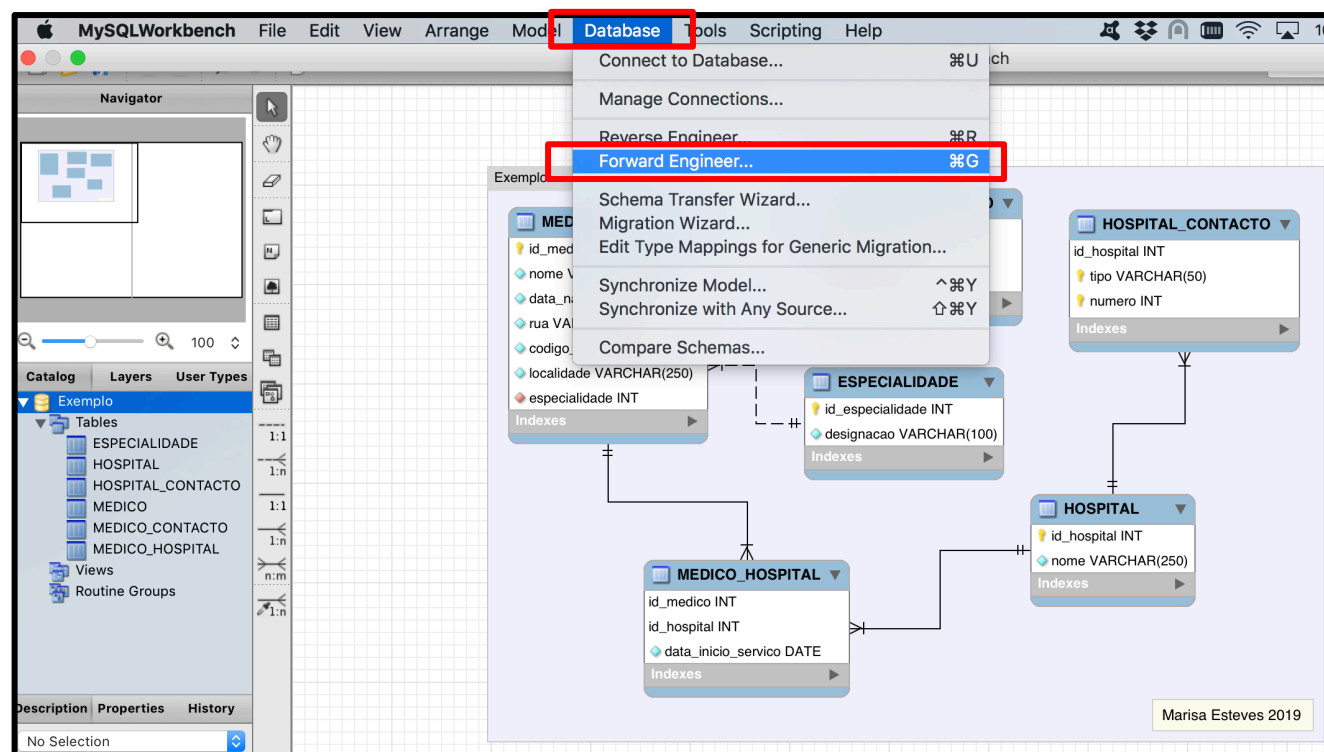 MySQLWorkbench File Edit View Arrange Model Database Tools Scripting Help
Connect to Database... ⌘U
Manage Connections...
Reverse Engineer... ⌘R
Forward Engineer... ⌘G
Schema Transfer Wizard...
Migration Wizard...
Edit Type Mappings for Generic Migration...
Synchronize Model... ^⌘Y
Synchronize with Any Source... ⇧⌘Y
Compare Schemas...
Navigator
100
Catalog Layers User Types
Exemplo
Tables
ESPECIALIDADE
HOSPITAL
HOSPITAL_CONTACTO
MEDICO
MEDICO_CONTACTO
MEDICO_HOSPITAL
Views
Routine Groups
Description Properties History
No Selection
1:1
1:n
1:1
1:n
n:m
1:n
Exemplo
MED
id_med
nome V
data_na
rua VA
codigo_
localidade VARCHAR(250)
especialidade INT
Indexes
HOSPITAL_CONTACTO
id_hospital INT
tipo VARCHAR(50)
numero INT
Indexes
ESPECIALIDADE
id_especialidade INT
designacao VARCHAR(100)
Indexes
HOSPITAL
id_hospital INT
nome VARCHAR(250)
Indexes
MEDICO_HOSPITAL
id_medico INT
id_hospital INT
data_inicio_servico DATE
Indexes
Marisa Esteves 2019